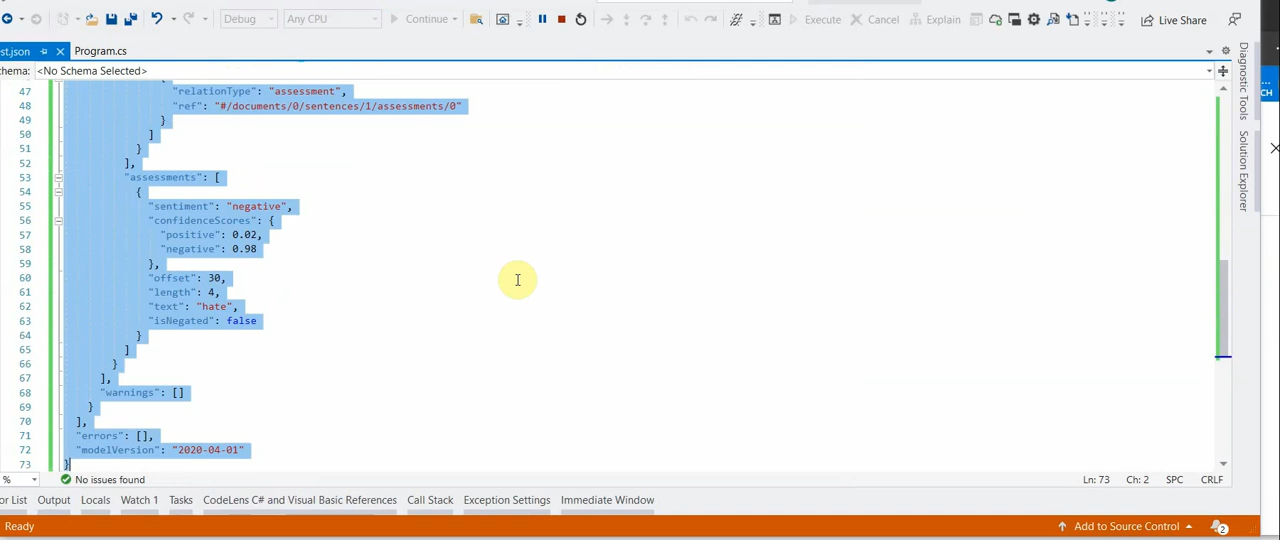 Debug Any CPU Continue Execute Cancel Explain Live Share
st.json Program.cs
hema: <No Schema Selected>
47 "relationType": "assessment",
48 "ref": "#/documents/0/sentences/1/assessments/0"
49 }
50 ]
51 }
52 ],
53 "assessments": [
54 {
55 "sentiment": "negative",
56 "confidenceScores": {
57 "positive": 0.02,
58 "negative": 0.98
59 },
60 "offset": 30,
61 "length": 4,
62 "text": "hate",
63 "isNegated": false
64 }
65 ]
66 }
67 ],
68 "warnings": []
69 }
70 ],
71 "errors": [],
72 "modelVersion": "2020-04-01"
73 }
Diagnostic Tools
Solution Explorer
CH
% No issues found Ln: 73 Ch: 2 SPC CRLF
or List Output Locals Watch 1 Tasks CodeLens C# and Visual Basic References Call Stack Exception Settings Immediate Window
Ready Add to Source Control 2